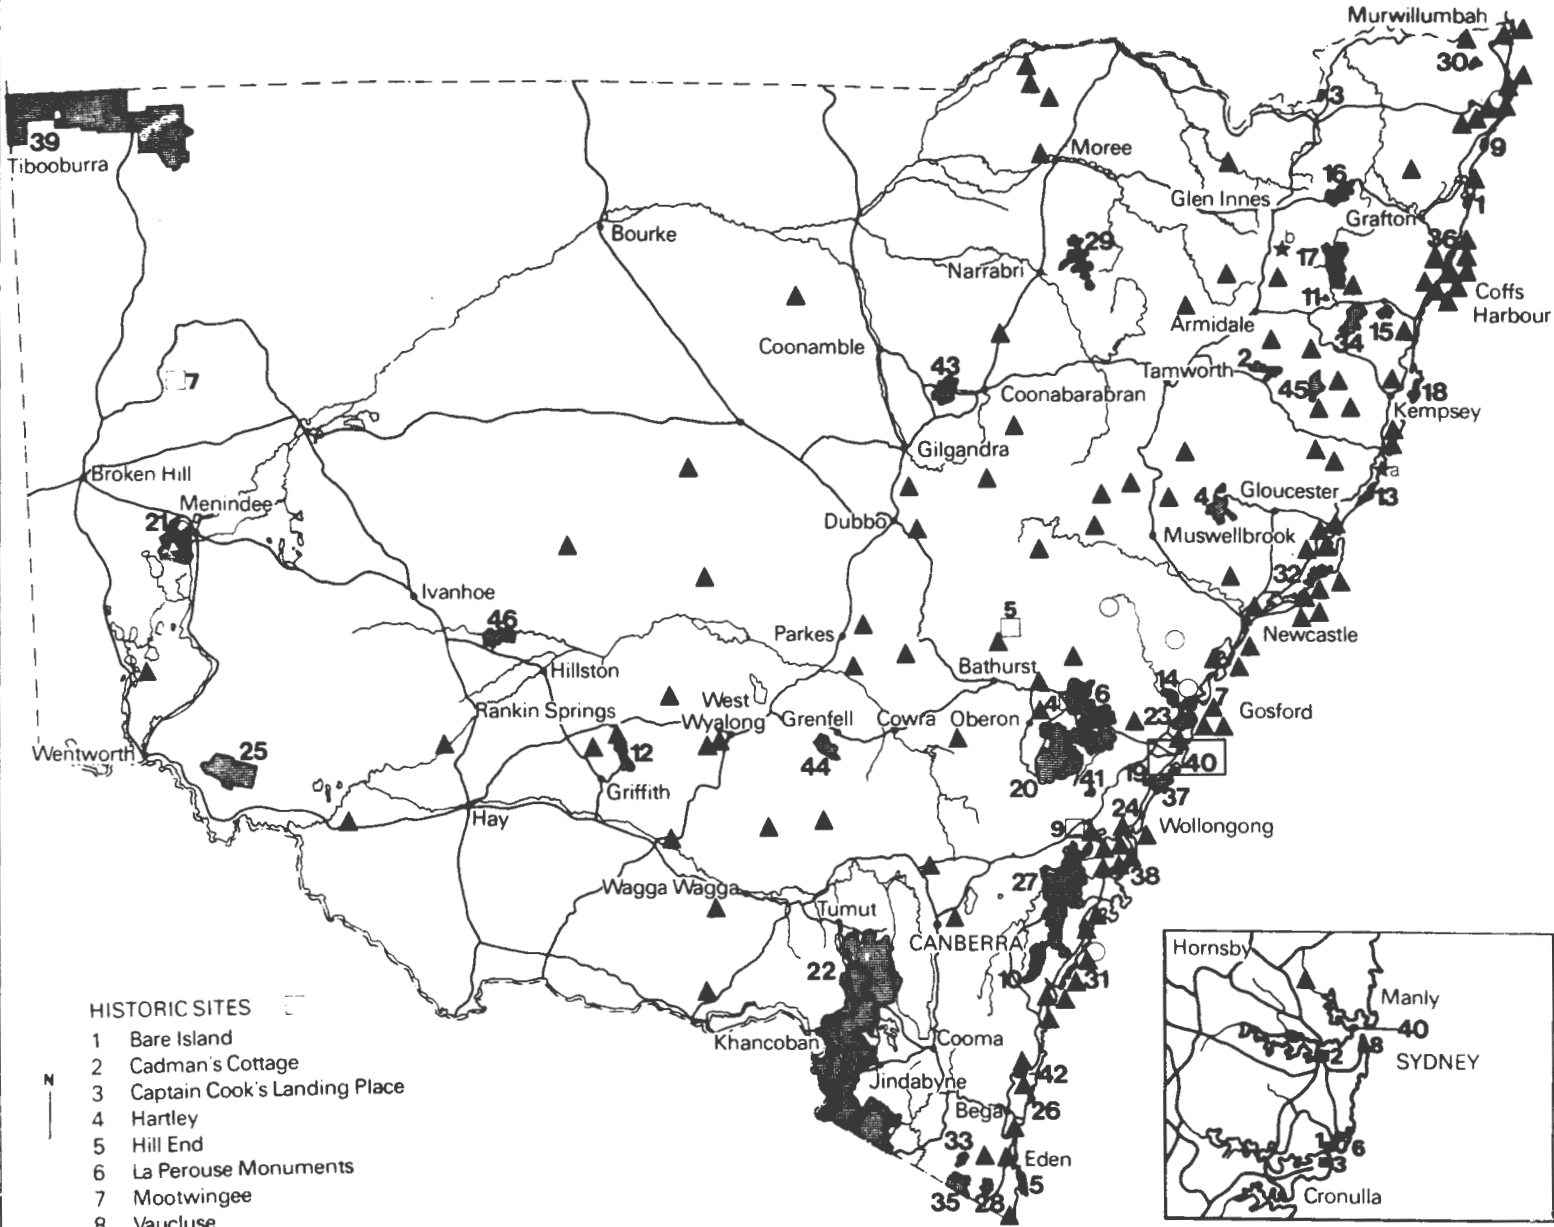 Murwillumbah
30
3
39
Tibooburra
Moree
9
16
Glen Innes
1
Grafton
Bourke
29
b
17
36
Narrabri
11
Coffs
Harbour
Armidale
15
34
Coonamble
7
43
2
Tamworth
45
18
Coonabarabran
Kempsey
Gilgandra
Broken Hill
a
Menindee
4
Gloucester
13
21
Dubbo
Muswellbrook
32
Ivanhoe
46
5
Parkes
Newcastle
Hillston
Bathurst
8
14
7
6
4
West
Wyalong
Rankin Springs
Grenfell
Cowra
Oberon
23
Gosford
Wentworth
25
12
44
20
41
19
40
37
Griffith
Hay
9
24
Wollongong
27
38
Wagga Wagga
Tumut
CANBERRA
22
10
31
Hornsby
Manly
40
8
SYDNEY
2
1
6
3
Cronulla
Khancoban
Cooma
42
Jindabyne
Bega
26
33
Eden
35
28
5
HISTORIC SITES
N
1 Bare Island
2 Cadman's Cottage
3 Captain Cook's Landing Place
4 Hartley
5 Hill End
6 La Perouse Monuments
7 Mootwingee
8 Vaucluse